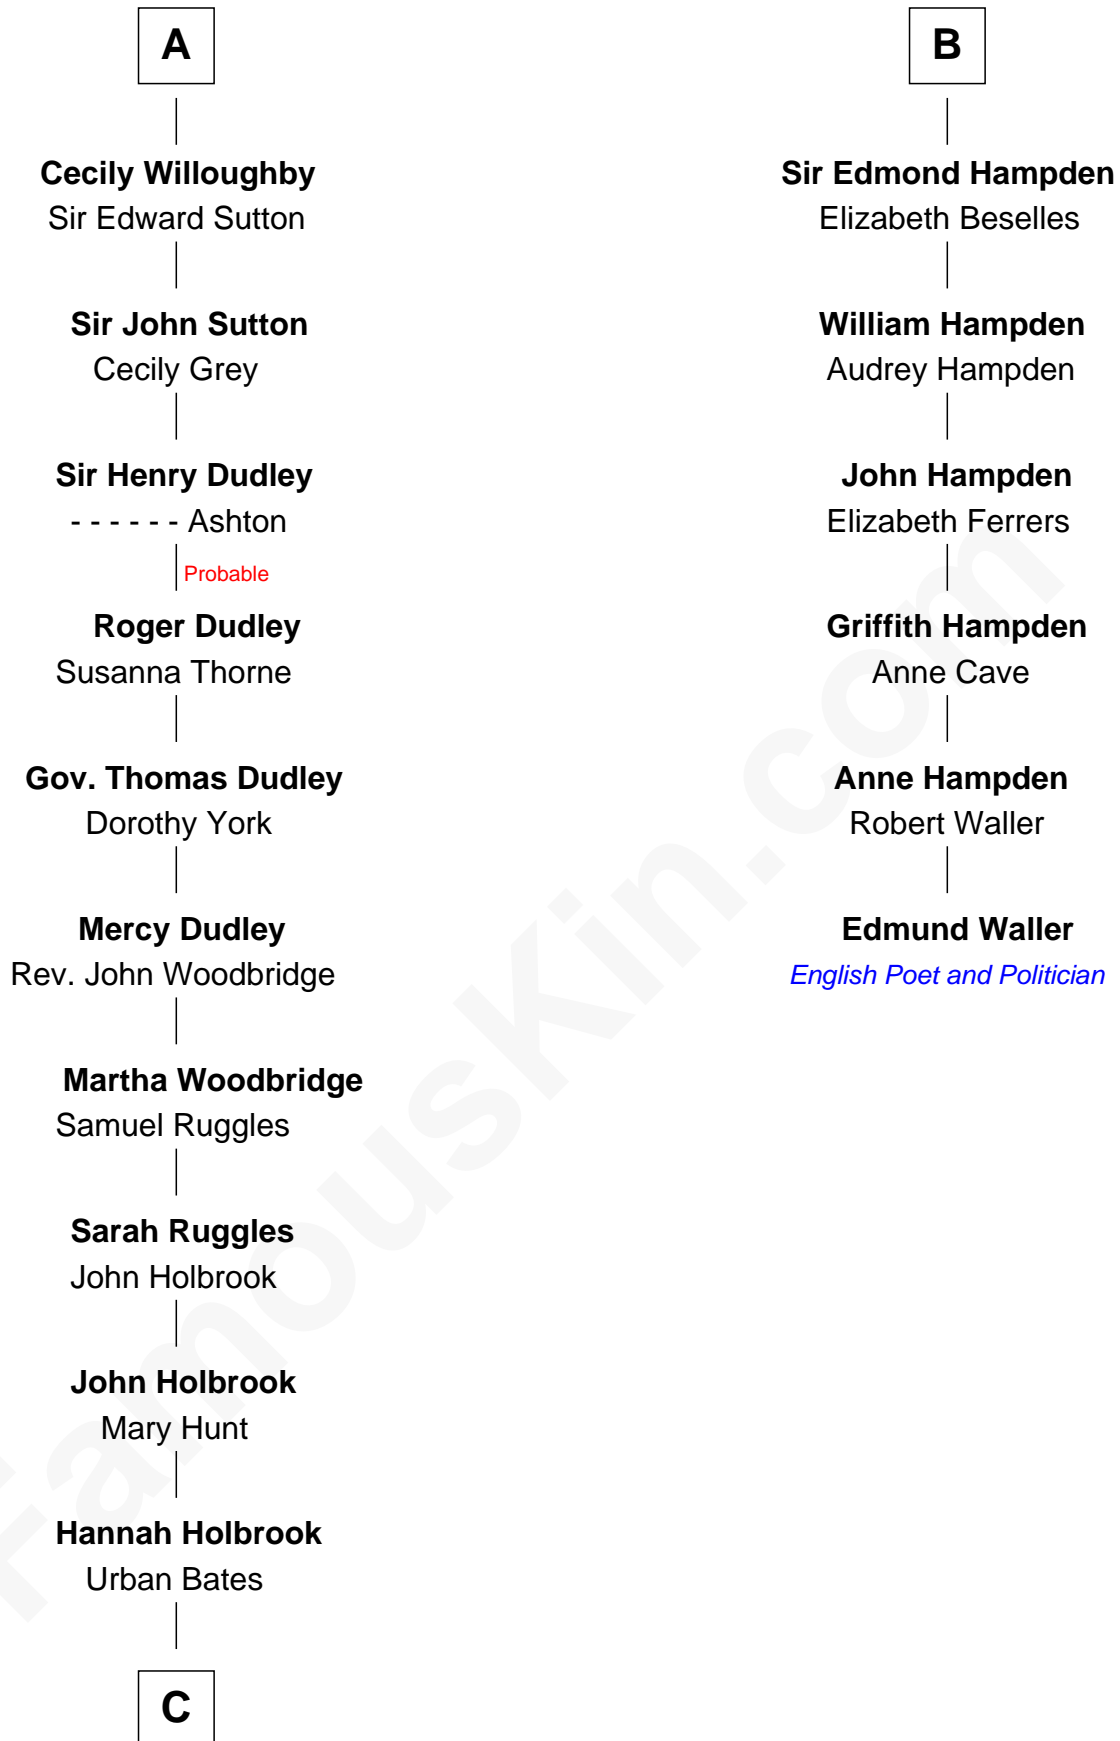 A
Cecily Willoughby
Sir Edward Sutton
Sir John Sutton
Cecily Grey
Sir Henry Dudley
- - - - - - Ashton
Probable
Roger Dudley
Susanna Thorne
Gov. Thomas Dudley
Dorothy York
Mercy Dudley
Rev. John Woodbridge
Martha Woodbridge
Samuel Ruggles
Sarah Ruggles
John Holbrook
John Holbrook
Mary Hunt
Hannah Holbrook
Urban Bates
C
B
Sir Edmond Hampden
Elizabeth Beselles
William Hampden
Audrey Hampden
John Hampden
Elizabeth Ferrers
Griffith Hampden
Anne Cave
Anne Hampden
Robert Waller
Edmund Waller
English Poet and Politician
FamousKin.com